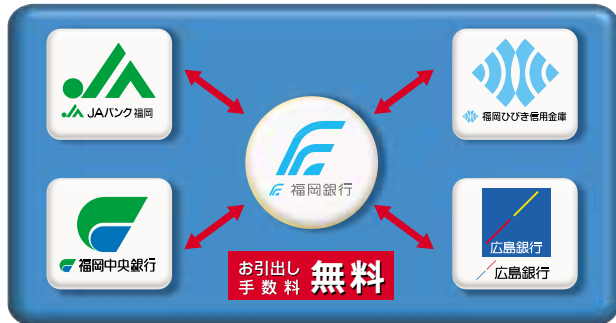 JAバンク福岡
福岡ひびき信用金庫
福岡銀行
福岡中央銀行
広島銀行
広島銀行
お引出し
手数料 無料